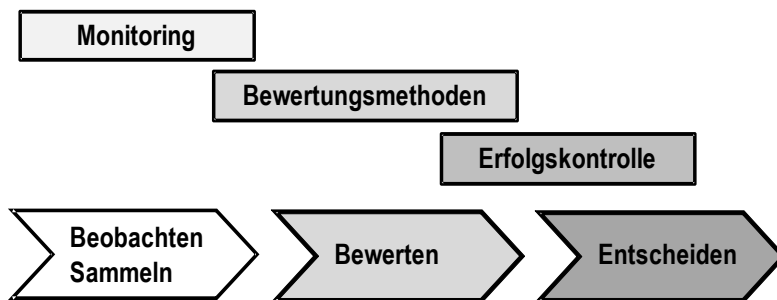 Monitoring
Bewertungsmethoden
Erfolgskontrolle
Beobachten
Sammeln
Bewerten
Entscheiden